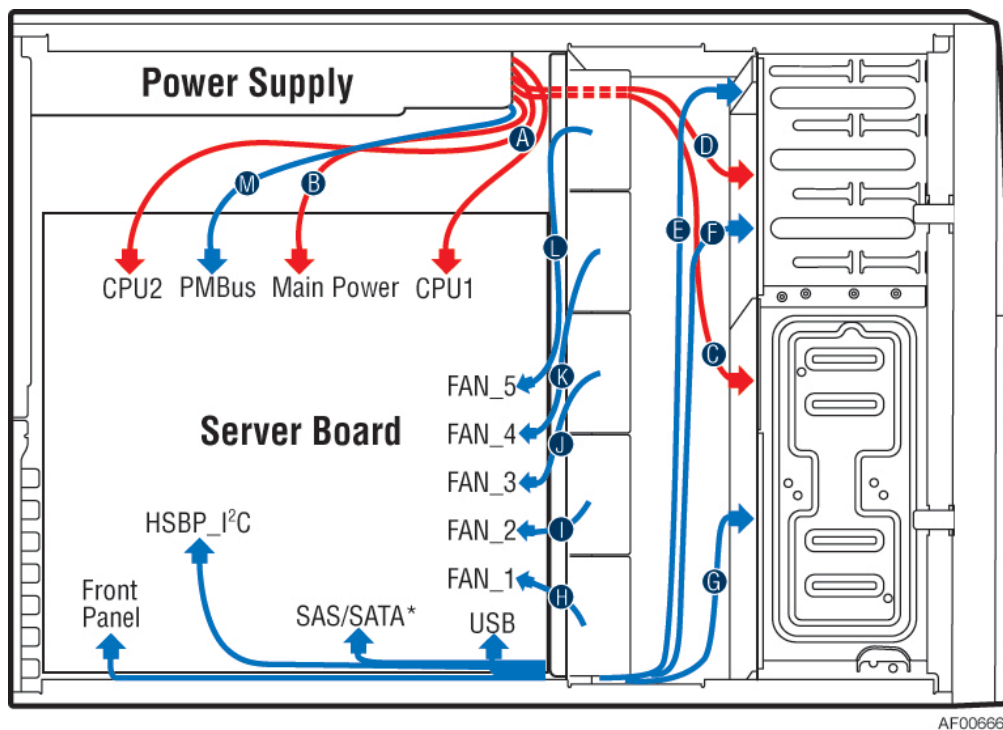 Power Supply
A
D
M
B
E
F
L
CPU2 PMBus Main Power CPU1
C
FAN_5
K
Server Board
FAN_4
J
FAN_3
HSBP_I²C
FAN_2
I
G
FAN_1
H
Front
Panel
SAS/SATA*
USB
AF00666